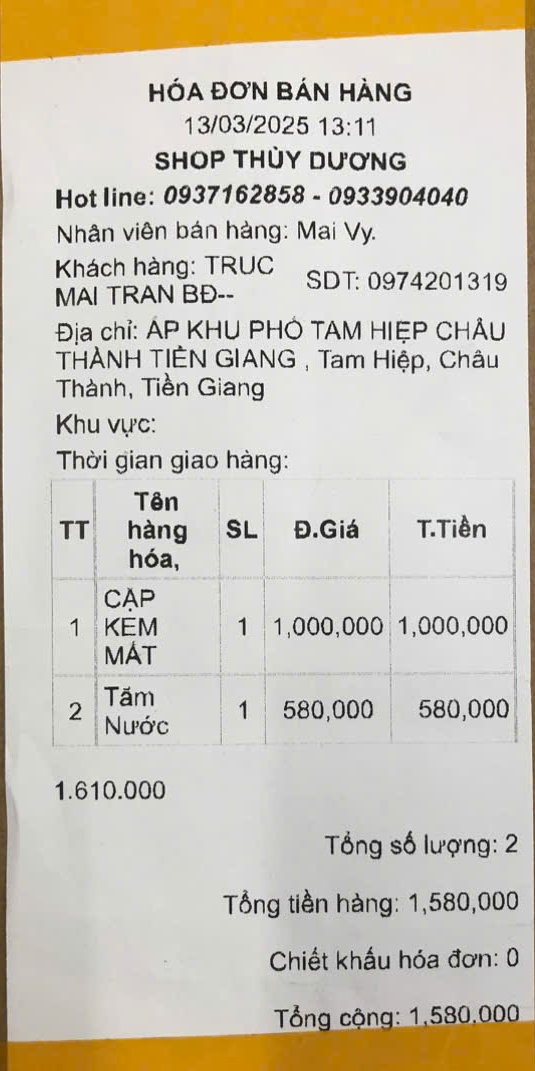 HÓA ĐƠN BÁN HÀNG
13/03/2025 13:11
SHOP THÙY DƯƠNG
Hot line: 0937162858 - 0933904040
Nhân viên bán hàng: Mai Vy.
Khách hàng: TRUC MAI TRAN BĐ-- SDT: 0974201319
Địa chỉ: ẤP KHU PHỐ TAM HIỆP CHÂU
THÀNH TIỀN GIANG , Tam Hiệp, Châu
Thành, Tiền Giang
Khu vực:
Thời gian giao hàng:
TT Tên hàng hóa, SL Đ.Giá T.Tiền
1 CẶP KEM MẮT 1 1,000,000 1,000,000
2 Tăm Nước 1 580,000 580,000
1.610.000
Tổng số lượng: 2
Tổng tiền hàng: 1,580,000
Chiết khấu hóa đơn: 0
Tổng cộng: 1,580,000